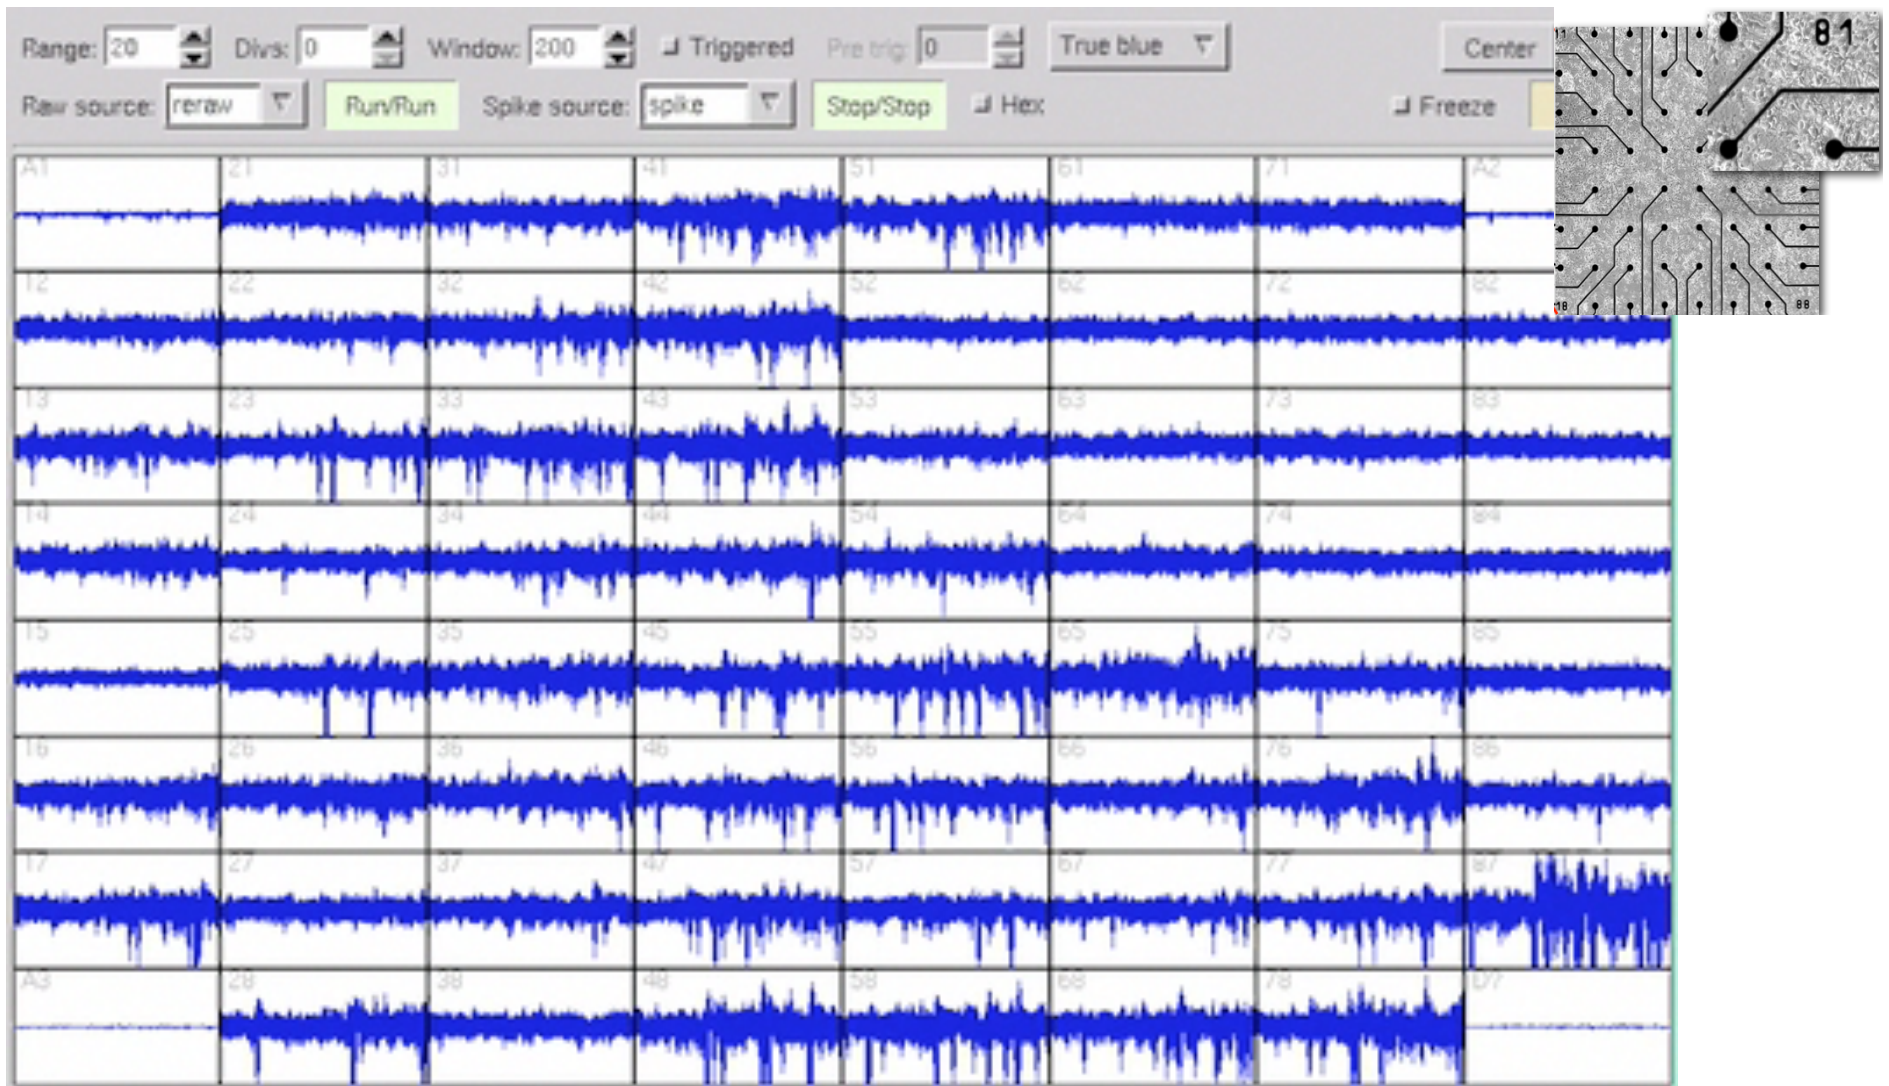 Range: 20 Divs: 0 Window: 200 Triggered Pre trig: 0 True blue Center
Raw source: reraw Run/Run Spike source: spike Stop/Stop Hex Freeze
81
A1 21 31 41 51 61 71 A2
12 22 32 42 52 62 72 82
13 23 33 43 53 63 73 83
14 24 34 44 54 64 74 84
15 25 35 45 55 65 75 85
16 26 36 46 56 66 76 86
17 27 37 47 57 67 77 87
A3 28 38 48 58 68 78 D?
11
18 88